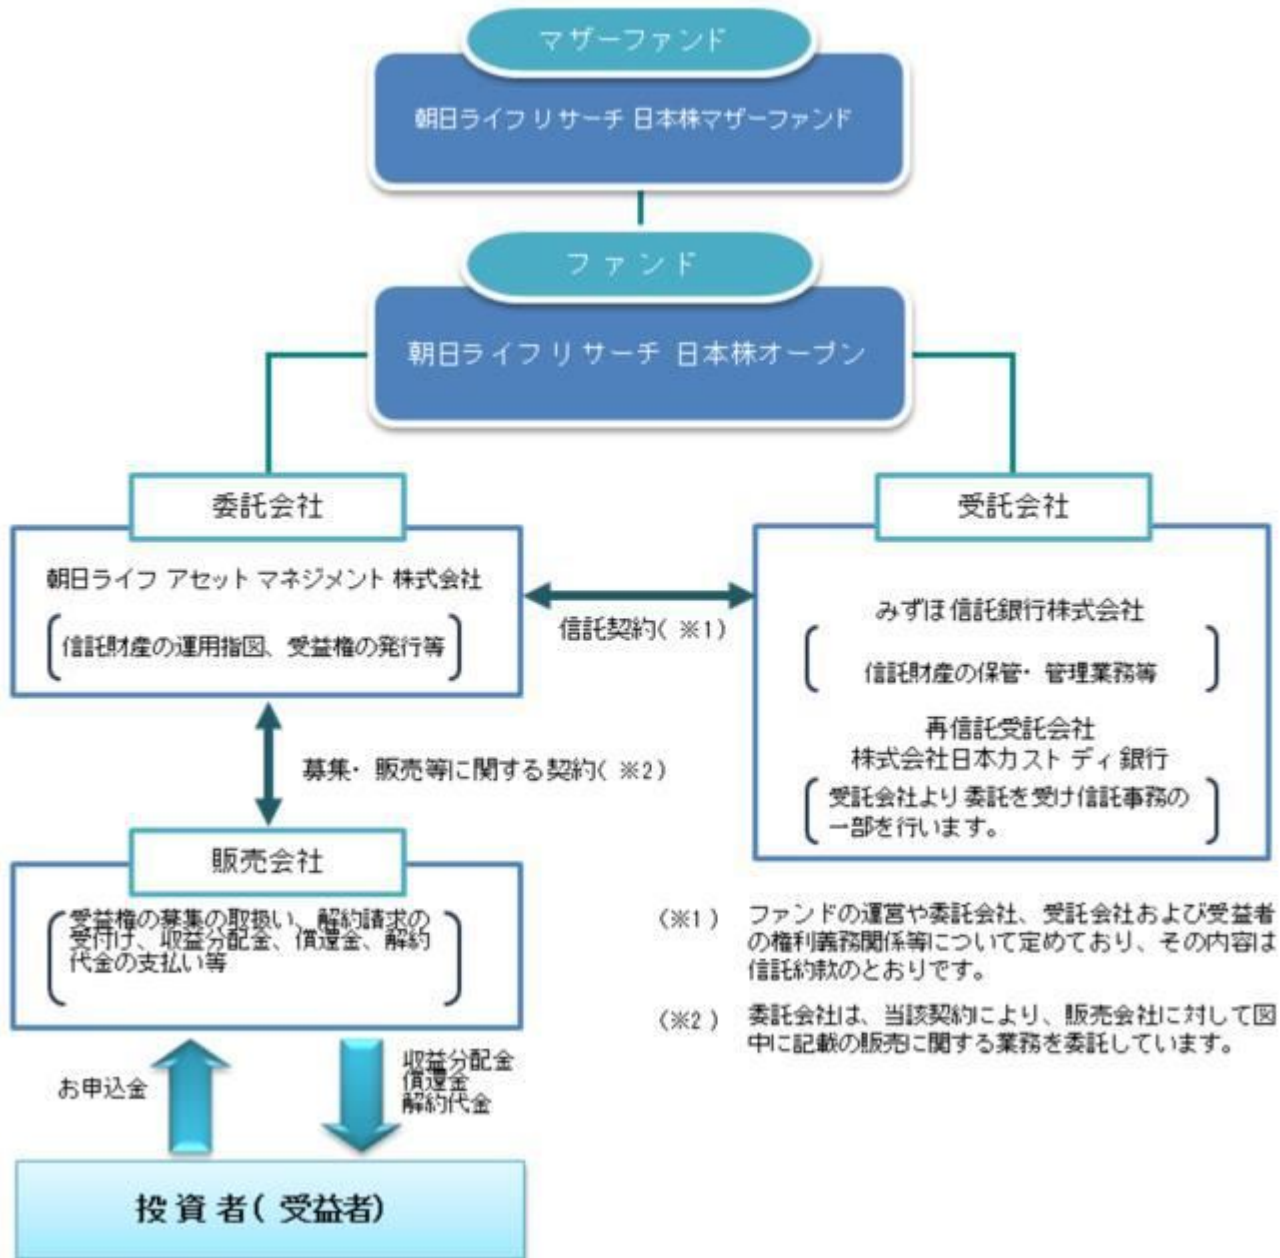 マザーファンド
朝日ライフ リサーチ 日本株マザーファンド
ファンド
朝日ライフ リサーチ 日本株オープン
委託会社
朝日ライフ アセット マネジメント 株式会社
信託財産の運用指図、受益権の発行等
信託契約(※1)
受託会社
みずほ信託銀行株式会社
信託財産の保管・管理業務等
再信託受託会社
株式会社日本カストディ銀行
受託会社より委託を受け信託事務の
一部を行います。
募集・販売等に関する契約(※2)
販売会社
受益権の募集の取扱い、解約請求の
受付け、収益分配金、償還金、解約
代金の支払い等
(※1) ファンドの運営や委託会社、受託会社および受益者
の権利義務関係等について定めており、その内容は
信託約款のとおりです。
(※2) 委託会社は、当該契約により、販売会社に対して図
中に記載の販売に関する業務を委託しています。
お申込金
収益分配金
償還金
解約代金
投資者(受益者)